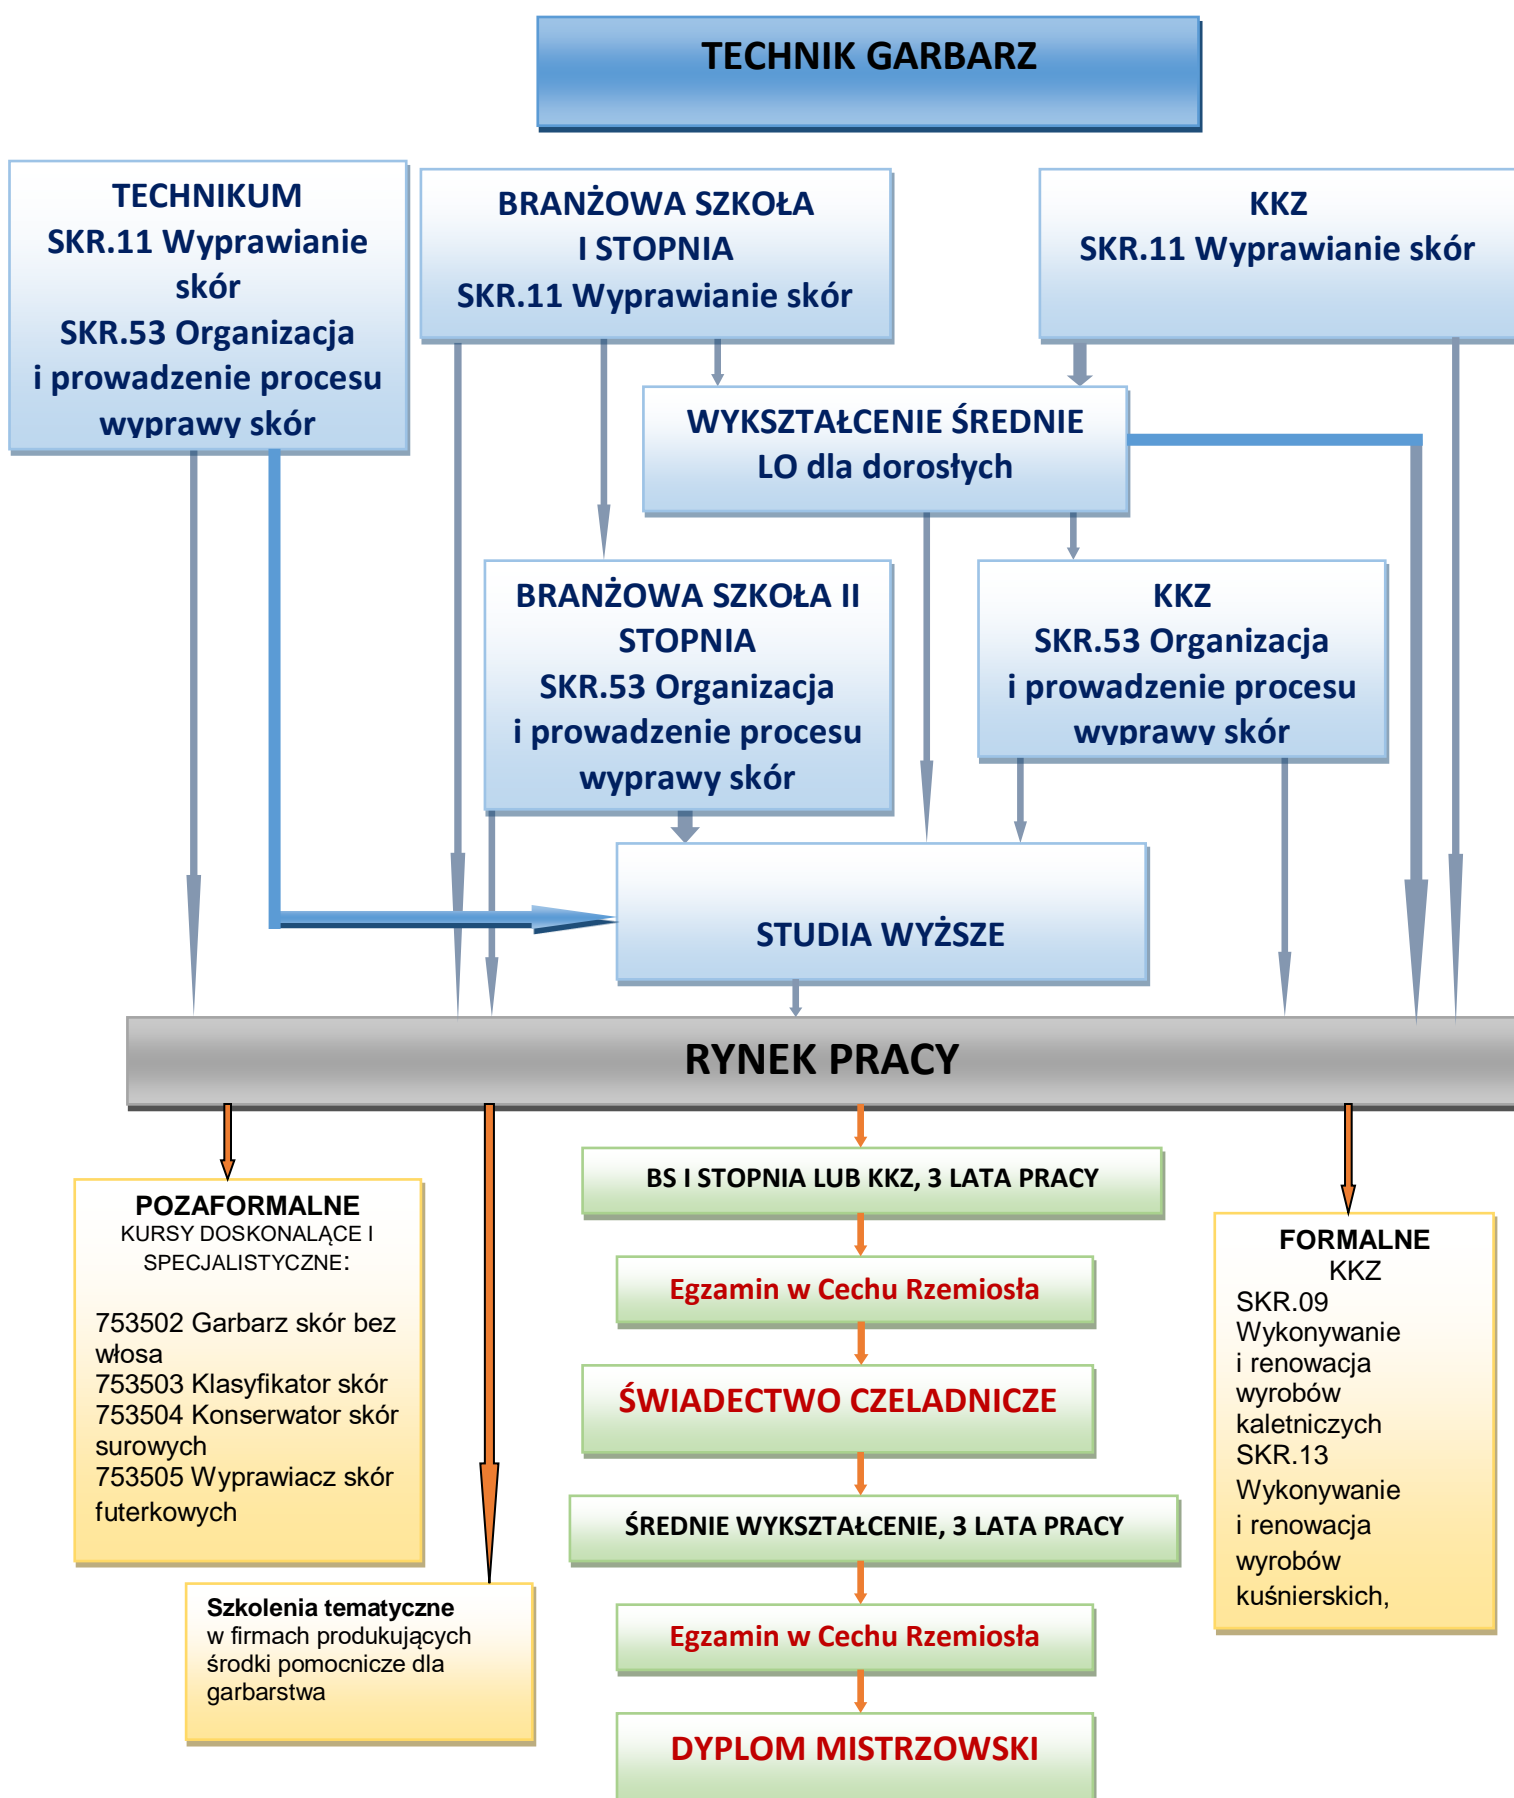 TECHNIK GARBARZ
TECHNIKUM
SKR.11 Wyprawianie
skór
SKR.53 Organizacja
i prowadzenie procesu
wyprawy skór
BRANŻOWA SZKOŁA
I STOPNIA
SKR.11 Wyprawianie skór
KKZ
SKR.11 Wyprawianie skór
WYKSZTAŁCENIE ŚREDNIE
LO dla dorosłych
BRANŻOWA SZKOŁA II
STOPNIA
SKR.53 Organizacja
i prowadzenie procesu
wyprawy skór
KKZ
SKR.53 Organizacja
i prowadzenie procesu
wyprawy skór
STUDIA WYŻSZE
RYNEK PRACY
POZAFORMALNE
KURSY DOSKONALĄCE I
SPECJALISTYCZNE:
753502 Garbarz skór bez
włosa
753503 Klasyfikator skór
753504 Konserwator skór
surowych
753505 Wyprawiacz skór
futerkowych
Szkolenia tematyczne
w firmach produkujących
środki pomocnicze dla
garbarstwa
BS I STOPNIA LUB KKZ, 3 LATA PRACY
Egzamin w Cechu Rzemiosła
ŚWIADECTWO CZELADNICZE
ŚREDNIE WYKSZTAŁCENIE, 3 LATA PRACY
Egzamin w Cechu Rzemiosła
DYPLOM MISTRZOWSKI
FORMALNE
KKZ
SKR.09
Wykonywanie
i renowacja
wyrobów
kaletniczych
SKR.13
Wykonywanie
i renowacja
wyrobów
kuśnierskich,